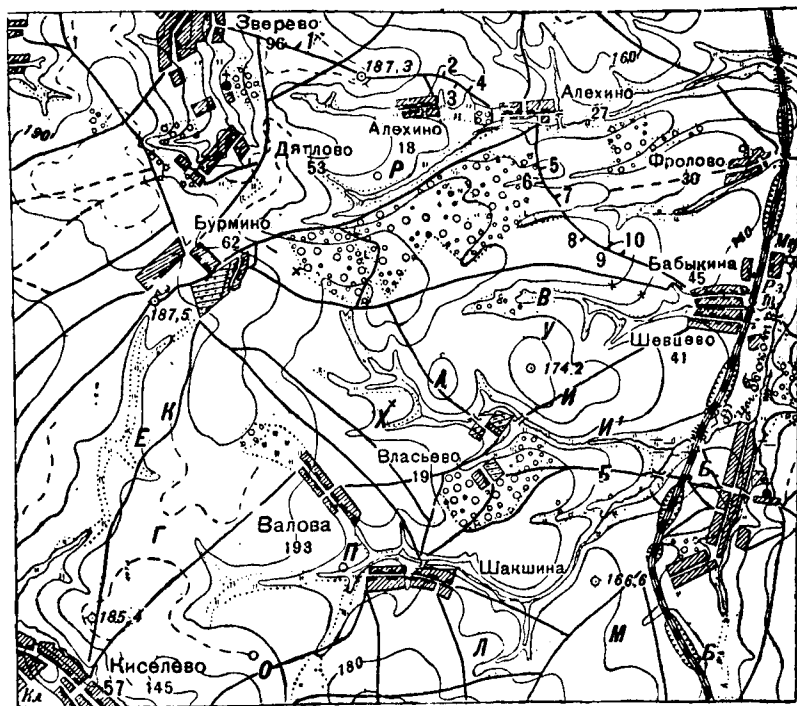 Зверево
96
1
187,3
2
4
3
160
Алехино
18
Алехино
27
190
Дятлово
53
Р
5
6
7
Фролово
30
Бурмино
62
8
10
9
Бабыкина
45
187,5
В
У
Шевцево
41
174.2
А
И
Х
И
К
Е
Власьево
19
Б
Б
Валова
193
Г
П
Шакшина
166,6
185,4
М
Л
Киселево
57 145
О
180
Б
Кл